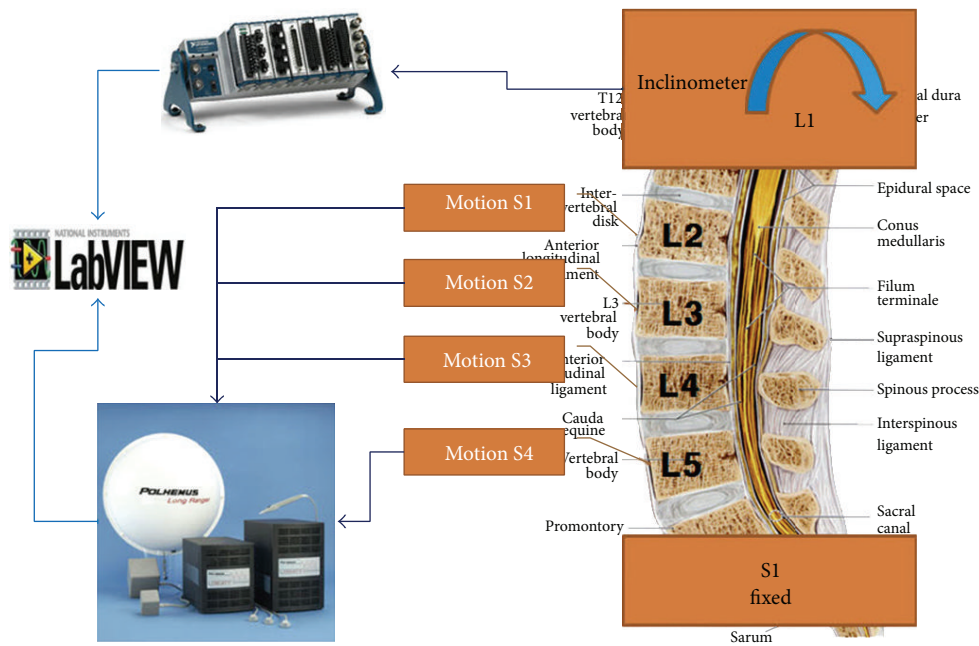 Inclinometer
L1
T12
vertebral
body
al dura
er
Motion S1
Inter-
vertebral
disk
L2
Epidural space
Conus
medullaris
NATIONAL INSTRUMENTS
LabVIEW
Motion S2
Anterior
longitudinal
ament
L3
L3
vertebral
body
Filum
terminale
Motion S3
nterior
udinal
ligament
L4
Supraspinous
ligament
Spinous process
Cauda
equine
Motion S4
Vertebral
body
L5
Interspinous
ligament
POLHEMUS
Long Ranger
Promontory
Sacral
canal
S1
fixed
Sarum